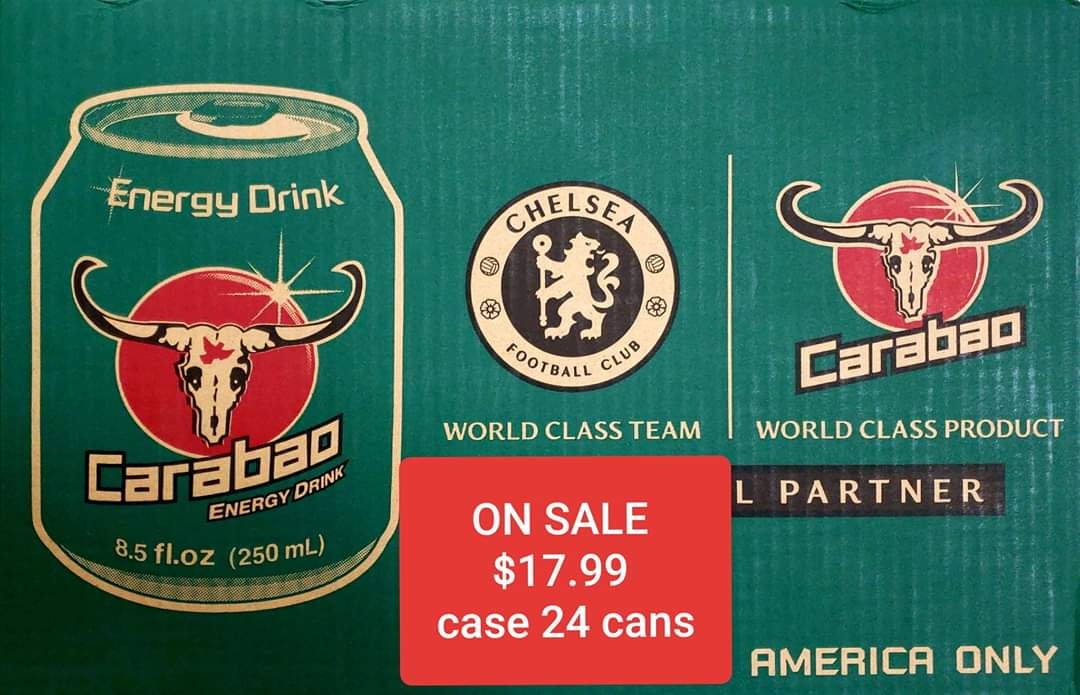 Energy Drink
Carabao
ENERGY DRINK
8.5 fl.oz (250 mL)
CHELSEA
FOOTBALL CLUB
WORLD CLASS TEAM
Carabao
WORLD CLASS PRODUCT
L PARTNER
ON SALE
$17.99
case 24 cans
AMERICA ONLY